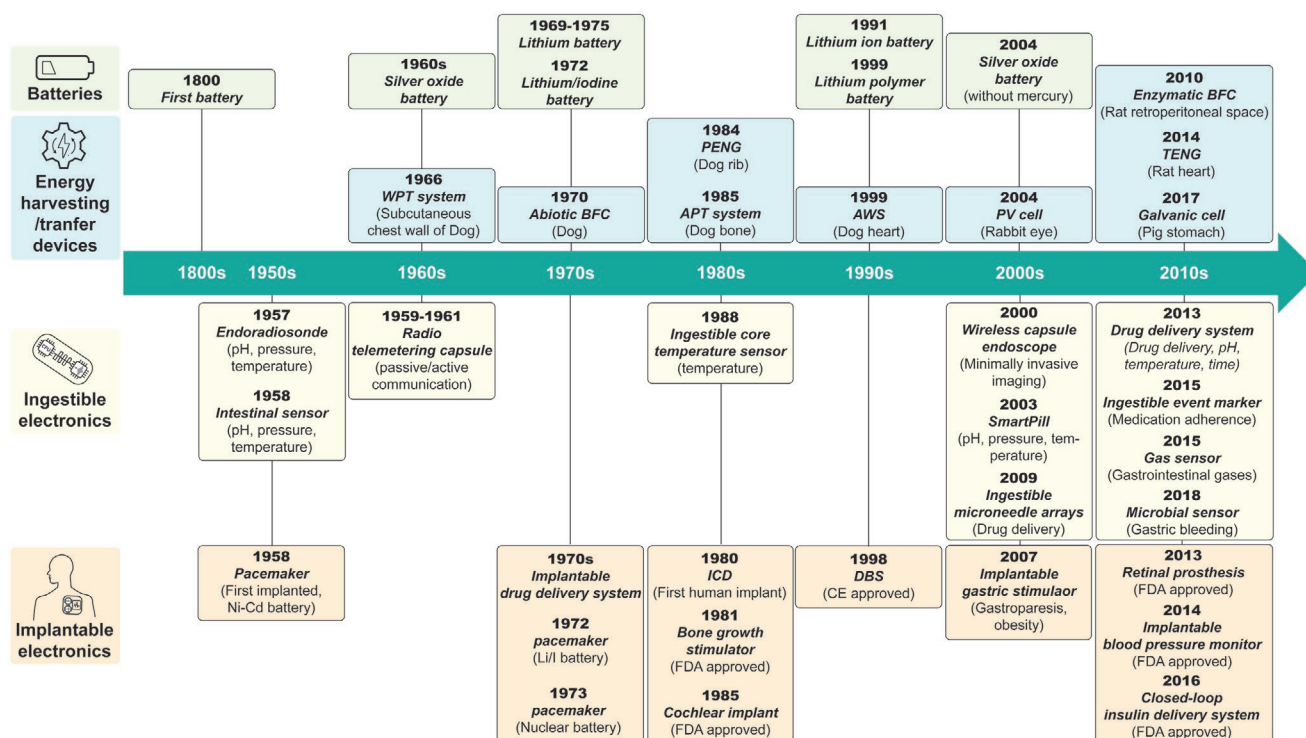 Batteries
1800
First battery
1960s
Silver oxide
battery
1969-1975
Lithium battery
1972
Lithium/iodine
battery
1991
Lithium ion battery
1999
Lithium polymer
battery
2004
Silver oxide
battery
(without mercury)
Energy
harvesting
/tranfer
devices
1966
WPT system
(Subcutaneous
chest wall of Dog)
1970
Abiotic BFC
(Dog)
1984
PENG
(Dog rib)
1985
APT system
(Dog bone)
1999
AWS
(Dog heart)
2004
PV cell
(Rabbit eye)
2010
Enzymatic BFC
(Rat retroperitoneal space)
2014
TENG
(Rat heart)
2017
Galvanic cell
(Pig stomach)
1800s 1950s 1960s 1970s 1980s 1990s 2000s 2010s
Ingestible
electronics
1957
Endoradiosonde
(pH, pressure,
temperature)
1958
Intestinal sensor
(pH, pressure,
temperature)
1959-1961
Radio
telemetering capsule
(passive/active
communication)
1988
Ingestible core
temperature sensor
(temperature)
2000
Wireless capsule
endoscope
(Minimally invasive
imaging)
2003
SmartPill
(pH, pressure, tem-
perature)
2009
Ingestible
microneedle arrays
(Drug delivery)
2013
Drug delivery system
(Drug delivery, pH,
temperature, time)
2015
Ingestible event marker
(Medication adherence)
2015
Gas sensor
(Gastrointestinal gases)
2018
Microbial sensor
(Gastric bleeding)
Implantable
electronics
1958
Pacemaker
(First implanted,
Ni-Cd battery)
1970s
Implantable
drug delivery system
1972
pacemaker
(Li/I battery)
1973
pacemaker
(Nuclear battery)
1980
ICD
(First human implant)
1981
Bone growth
stimulator
(FDA approved)
1985
Cochlear implant
(FDA approved)
1998
DBS
(CE approved)
2007
Implantable
gastric stimulaor
(Gastroparesis,
obesity)
2013
Retinal prosthesis
(FDA approved)
2014
Implantable
blood pressure monitor
(FDA approved)
2016
Closed-loop
insulin delivery system
(FDA approved)